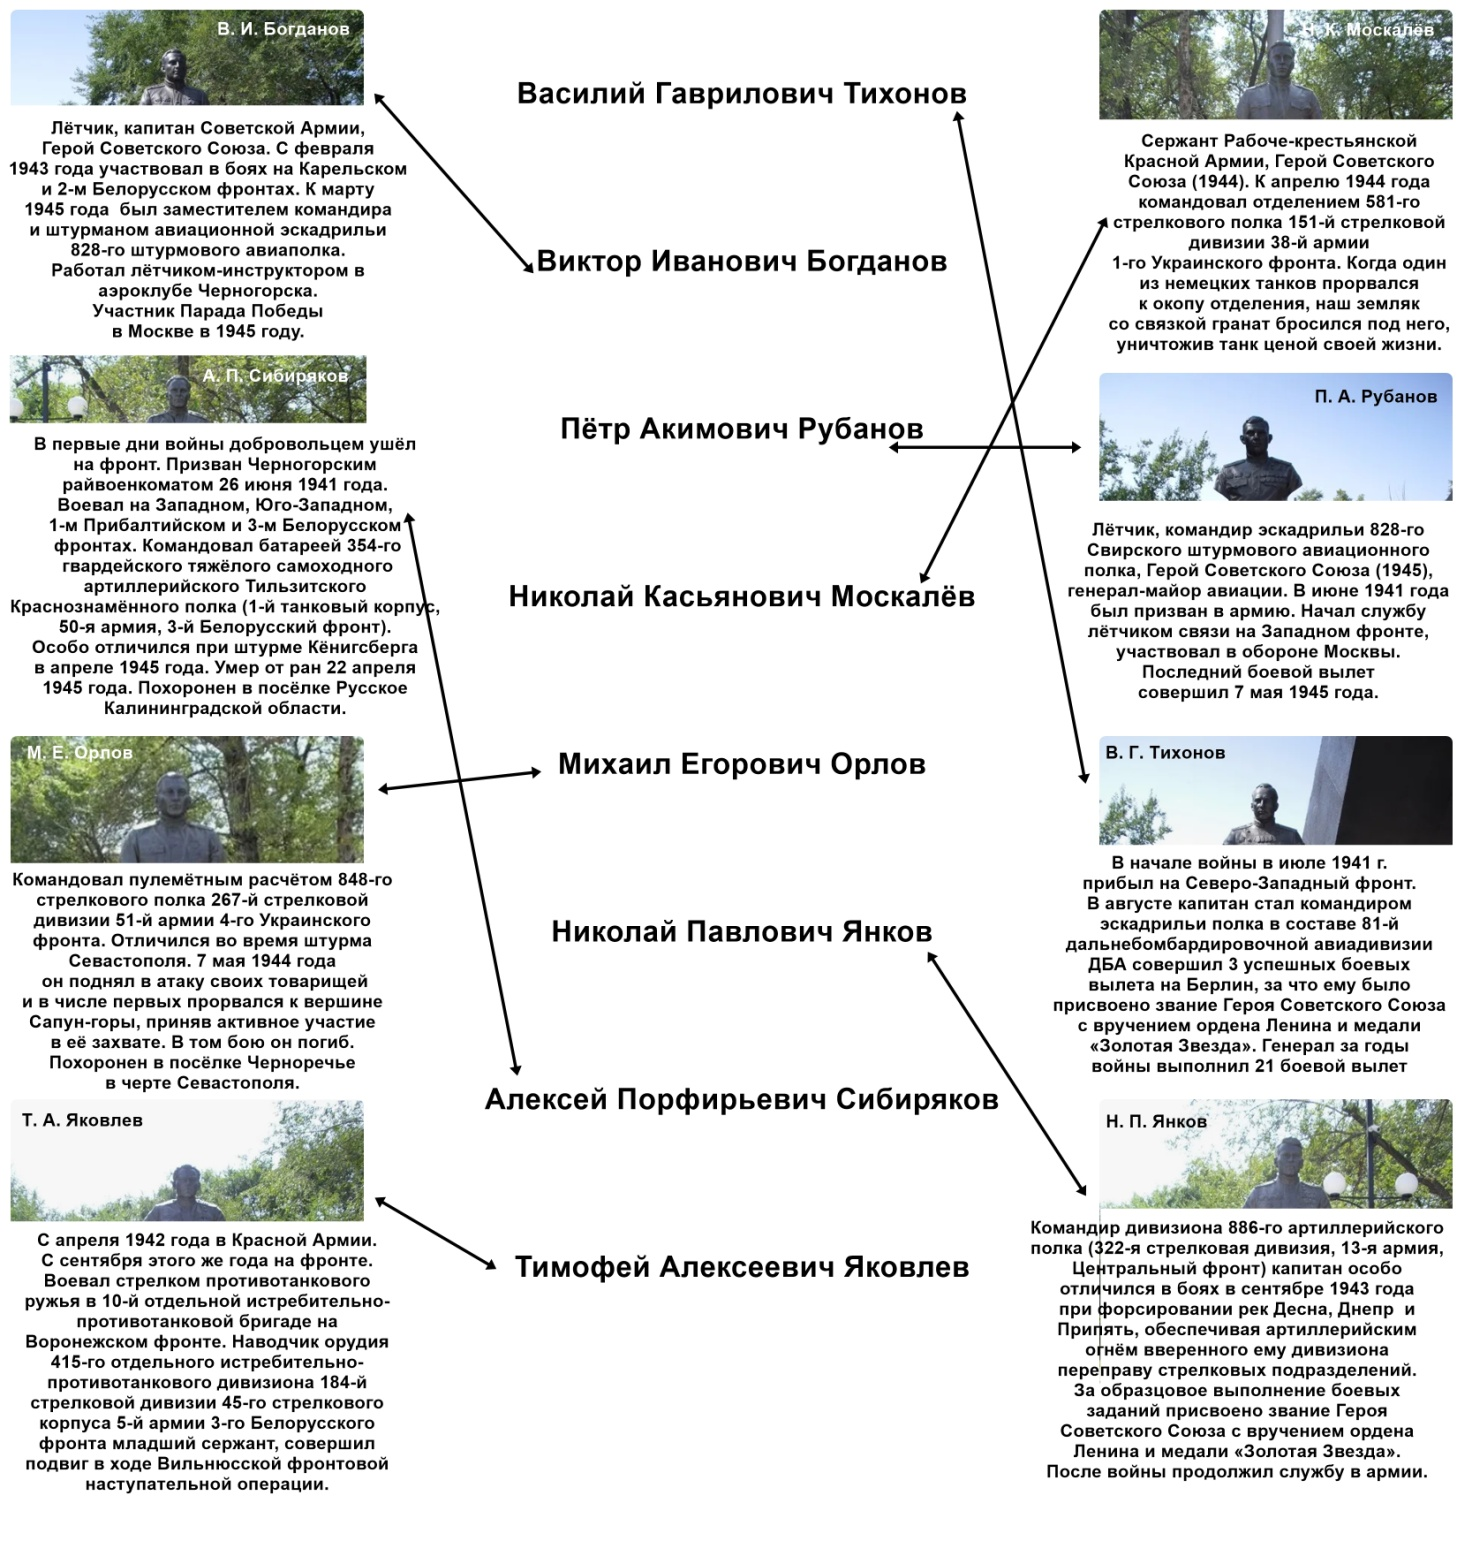 В. И. Богданов
Лётчик, капитан Советской Армии,
Герой Советского Союза. С февраля
1943 года участвовал в боях на Карельском
и 2-м Белорусском фронтах. К марту
1945 года  был заместителем командира
и штурманом авиационной эскадрильи
828-го штурмового авиаполка.
Работал лётчиком-инструктором в
аэроклубе Черногорска.
Участник Парада Победы
в Москве в 1945 году.
А. П. Сибиряков
В первые дни войны добровольцем ушёл
на фронт. Призван Черногорским
райвоенкоматом 26 июня 1941 года.
Воевал на Западном, Юго-Западном,
1-м Прибалтийском и 3-м Белорусском
фронтах. Командовал батареей 354-го
гвардейского тяжёлого самоходного
артиллерийского Тильзитского
Краснознамённого полка (1-й танковый корпус,
50-я армия, 3-й Белорусский фронт).
Особо отличился при штурме Кёнигсберга
в апреле 1945 года. Умер от ран 22 апреля
1945 года. Похоронен в посёлке Русское
Калининградской области.
М. Е. Орлов
Командовал пулемётным расчётом 848-го
стрелкового полка 267-й стрелковой
дивизии 51-й армии 4-го Украинского
фронта. Отличился во время штурма
Севастополя. 7 мая 1944 года
он поднял в атаку своих товарищей
и в числе первых прорвался к вершине
Сапун-горы, приняв активное участие
в её захвате. В том бою он погиб.
Похоронен в посёлке Черноречье
в черте Севастополя.
Т. А. Яковлев
С апреля 1942 года в Красной Армии.
С сентября этого же года на фронте.
Воевал стрелком противотанкового
ружья в 10-й отдельной истребительно-
противотанковой бригаде на
Воронежском фронте. Наводчик орудия
415-го отдельного истребительно-
противотанкового дивизиона 184-й
стрелковой дивизии 45-го стрелкового
корпуса 5-й армии 3-го Белорусского
фронта младший сержант, совершил
подвиг в ходе Вильнюсской фронтовой
наступательной операции.
Василий Гаврилович Тихонов
Виктор Иванович Богданов
Пётр Акимович Рубанов
Николай Касьянович Москалёв
Михаил Егорович Орлов
Николай Павлович Янков
Алексей Порфирьевич Сибиряков
Тимофей Алексеевич Яковлев
Н. К. Москалёв
Сержант Рабоче-крестьянской
Красной Армии, Герой Советского
Союза (1944). К апрелю 1944 года
командовал отделением 581-го
стрелкового полка 151-й стрелковой
дивизии 38-й армии
1-го Украинского фронта. Когда один
из немецких танков прорвался
к окопу отделения, наш земляк
со связкой гранат бросился под него,
уничтожив танк ценой своей жизни.
П. А. Рубанов
Лётчик, командир эскадрильи 828-го
Свирского штурмового авиационного
полка, Герой Советского Союза (1945),
генерал-майор авиации. В июне 1941 года
был призван в армию. Начал службу
лётчиком связи на Западном фронте,
участвовал в обороне Москвы.
Последний боевой вылет
совершил 7 мая 1945 года.
В. Г. Тихонов
В начале войны в июле 1941 г.
прибыл на Северо-Западный фронт.
В августе капитан стал командиром
эскадрильи полка в составе 81-й
дальнебомбардировочной авиадивизии
ДБА совершил 3 успешных боевых
вылета на Берлин, за что ему было
присвоено звание Героя Советского Союза
с вручением ордена Ленина и медали
«Золотая Звезда». Генерал за годы
войны выполнил 21 боевой вылет
Н. П. Янков
Командир дивизиона 886-го артиллерийского
полка (322-я стрелковая дивизия, 13-я армия,
Центральный фронт) капитан особо
отличился в боях в сентябре 1943 года
при форсировании рек Десна, Днепр  и
Припять, обеспечивая артиллерийским
огнём вверенного ему дивизиона
переправу стрелковых подразделений.
За образцовое выполнение боевых
заданий присвоено звание Героя
Советского Союза с вручением ордена
Ленина и медали «Золотая Звезда».
После войны продолжил службу в армии.